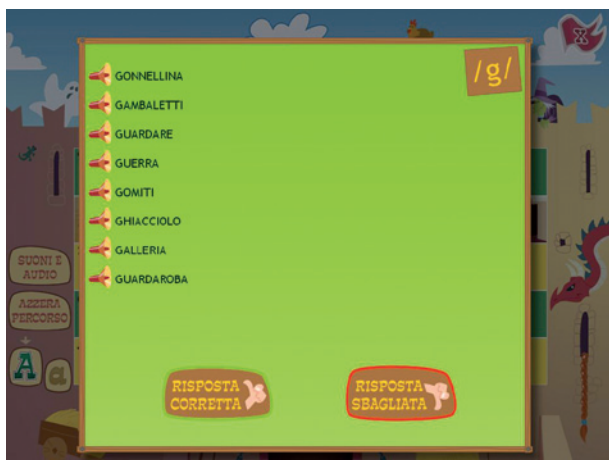 /g/
GONNELLINA
GAMBALETTI
GUARDARE
GUERRA
GOMITI
GHIACCIOLO
GALLERIA
GUARDAROBA
SUONI E
AUDIO
AZZERA
PERCORSO
A a
RISPOSTA
CORRETTA
RISPOSTA
SBAGLIATA
X